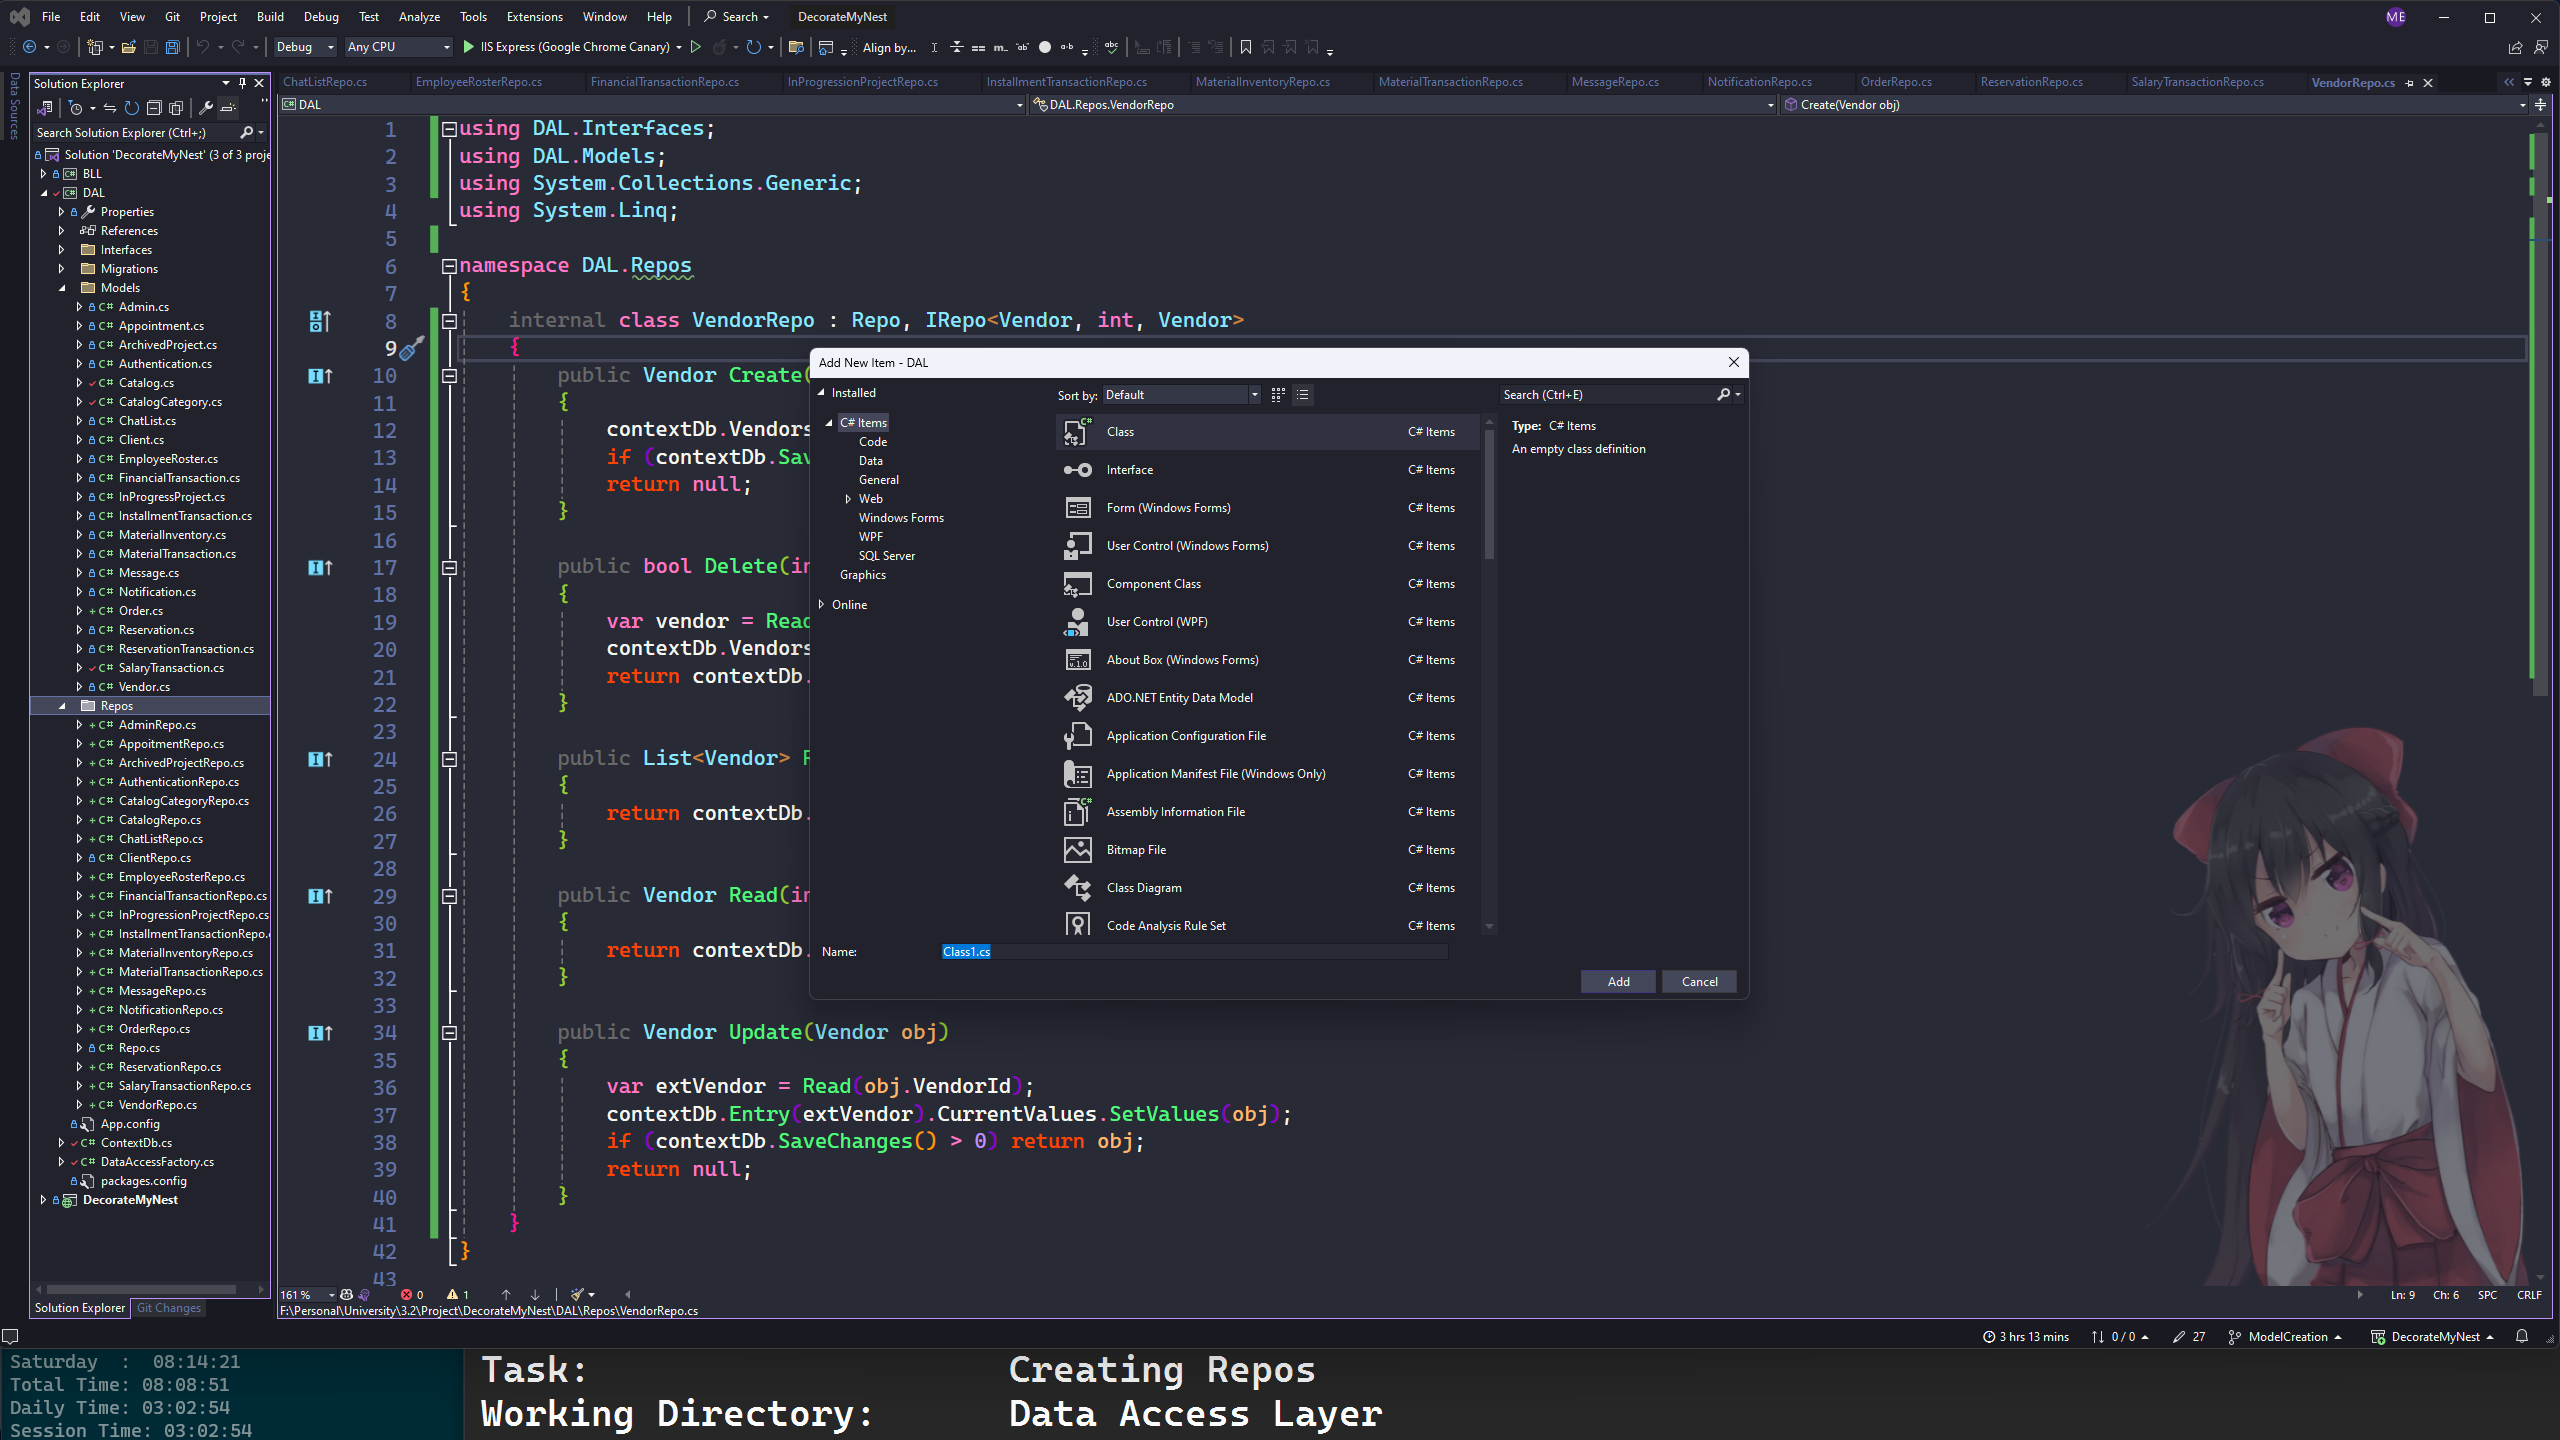 File Edit View Git Project Build Debug Test Analyze Tools Extensions Window Help Search DecorateMyNest ME
Debug Any CPU IIS Express (Google Chrome Canary) Align by...
Data Sources
Solution Explorer
Search Solution Explorer (Ctrl+;)
Solution 'DecorateMyNest' (3 of 3 proje
BLL
DAL
Properties
References
Interfaces
Migrations
Models
Admin.cs
Appointment.cs
ArchivedProject.cs
Authentication.cs
Catalog.cs
CatalogCategory.cs
ChatList.cs
Client.cs
EmployeeRoster.cs
FinancialTransaction.cs
InProgressProject.cs
InstallmentTransaction.cs
MaterialInventory.cs
MaterialTransaction.cs
Message.cs
Notification.cs
Order.cs
Reservation.cs
ReservationTransaction.cs
SalaryTransaction.cs
Vendor.cs
Repos
AdminRepo.cs
AppoitmentRepo.cs
ArchivedProjectRepo.cs
AuthenticationRepo.cs
CatalogCategoryRepo.cs
CatalogRepo.cs
ChatListRepo.cs
ClientRepo.cs
EmployeeRosterRepo.cs
FinancialTransactionRepo.cs
InProgressionProjectRepo.cs
InstallmentTransactionRepo.
MaterialInventoryRepo.cs
MaterialTransactionRepo.cs
MessageRepo.cs
NotificationRepo.cs
OrderRepo.cs
Repo.cs
ReservationRepo.cs
SalaryTransactionRepo.cs
VendorRepo.cs
App.config
ContextDb.cs
DataAccessFactory.cs
packages.config
DecorateMyNest
Solution Explorer Git Changes
ChatListRepo.cs EmployeeRosterRepo.cs FinancialTransactionRepo.cs InProgressionProjectRepo.cs InstallmentTransactionRepo.cs MaterialInventoryRepo.cs MaterialTransactionRepo.cs MessageRepo.cs NotificationRepo.cs OrderRepo.cs ReservationRepo.cs SalaryTransactionRepo.cs VendorRepo.cs
DAL DAL.Repos.VendorRepo Create(Vendor obj)
1 using DAL.Interfaces;
2 using DAL.Models;
3 using System.Collections.Generic;
4 using System.Linq;
5
6 namespace DAL.Repos
7 {
8 internal class VendorRepo : Repo, IRepo<Vendor, int, Vendor>
9 {
10 public Vendor Create(
11 {
12 contextDb.Vendors
13 if (contextDb.Sav
14 return null;
15 }
16
17 public bool Delete(in
18 {
19 var vendor = Read
20 contextDb.Vendors
21 return contextDb.
22 }
23
24 public List<Vendor> R
25 {
26 return contextDb.
27 }
28
29 public Vendor Read(in
30 {
31 return contextDb.
32 }
33
34 public Vendor Update(Vendor obj)
35 {
36 var extVendor = Read(obj.VendorId);
37 contextDb.Entry(extVendor).CurrentValues.SetValues(obj);
38 if (contextDb.SaveChanges() > 0) return obj;
39 return null;
40 }
41 }
42 }
43
Add New Item - DAL
Installed
C# Items
Code
Data
General
Web
Windows Forms
WPF
SQL Server
Graphics
Online
Sort by: Default
Class C# Items
Interface C# Items
Form (Windows Forms) C# Items
User Control (Windows Forms) C# Items
Component Class C# Items
User Control (WPF) C# Items
About Box (Windows Forms) C# Items
ADO.NET Entity Data Model C# Items
Application Configuration File C# Items
Application Manifest File (Windows Only) C# Items
Assembly Information File C# Items
Bitmap File C# Items
Class Diagram C# Items
Code Analysis Rule Set C# Items
Search (Ctrl+E)
Type: C# Items
An empty class definition
Name: Class1.cs
Add Cancel
161 % 0 1 Ln: 9 Ch: 6 SPC CRLF
F:\Personal\University\3.2\Project\DecorateMyNest\DAL\Repos\VendorRepo.cs
3 hrs 13 mins 0 / 0 27 ModelCreation DecorateMyNest
Saturday : 08:14:21
Total Time: 08:08:51
Daily Time: 03:02:54
Session Time: 03:02:54
Task: Creating Repos
Working Directory: Data Access Layer